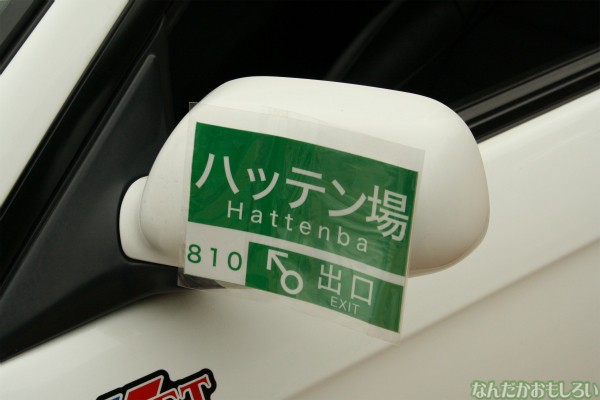 ハッテン場
Hattenba
810
出口
EXIT
なんだかおもしろい